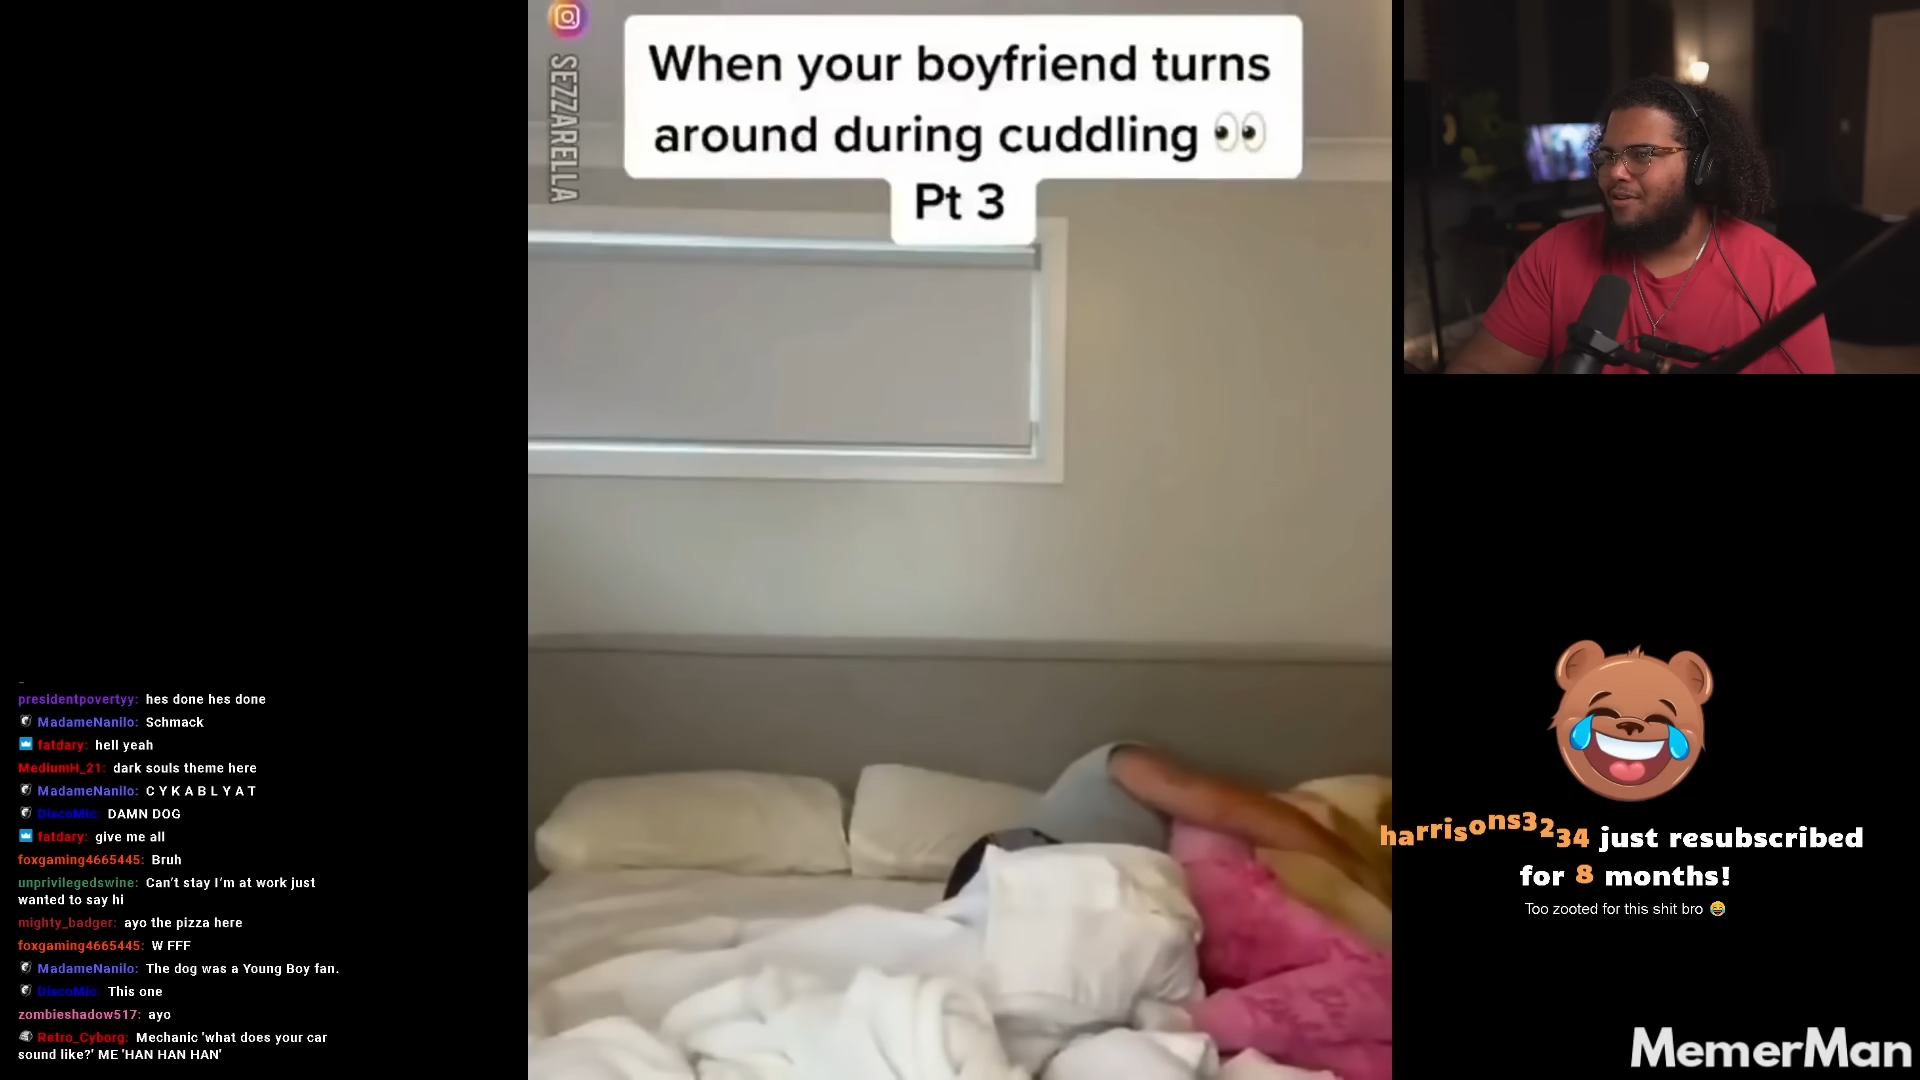 SEZZARELLA
When your boyfriend turns
around during cuddling 👀
Pt 3
presidentpovertyy: hes done hes done
MadameNanilo: Schmack
fatdary: hell yeah
MediumH_21: dark souls theme here
MadameNanilo: C Y K A B L Y A T
DiscoMic: DAMN DOG
fatdary: give me all
foxgaming4665445: Bruh
unprivilegedswine: Can't stay I'm at work just
wanted to say hi
mighty_badger: ayo the pizza here
foxgaming4665445: W FFF
MadameNanilo: The dog was a Young Boy fan.
DiscoMic: This one
zombieshadow517: ayo
Retro_Cyborg: Mechanic 'what does your car
sound like?' ME 'HAN HAN HAN'
harrisons3234 just resubscribed
for 8 months!
Too zooted for this shit bro 😂
MemerMan